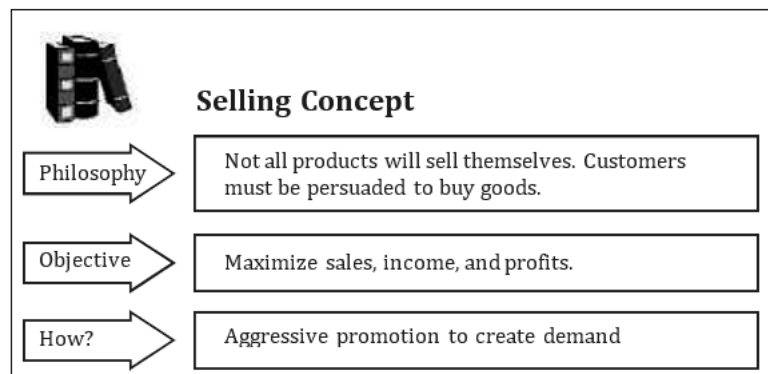 Selling Concept
Philosophy
Not all products will sell themselves. Customers
must be persuaded to buy goods.
Objective
Maximize sales, income, and profits.
How?
Aggressive promotion to create demand